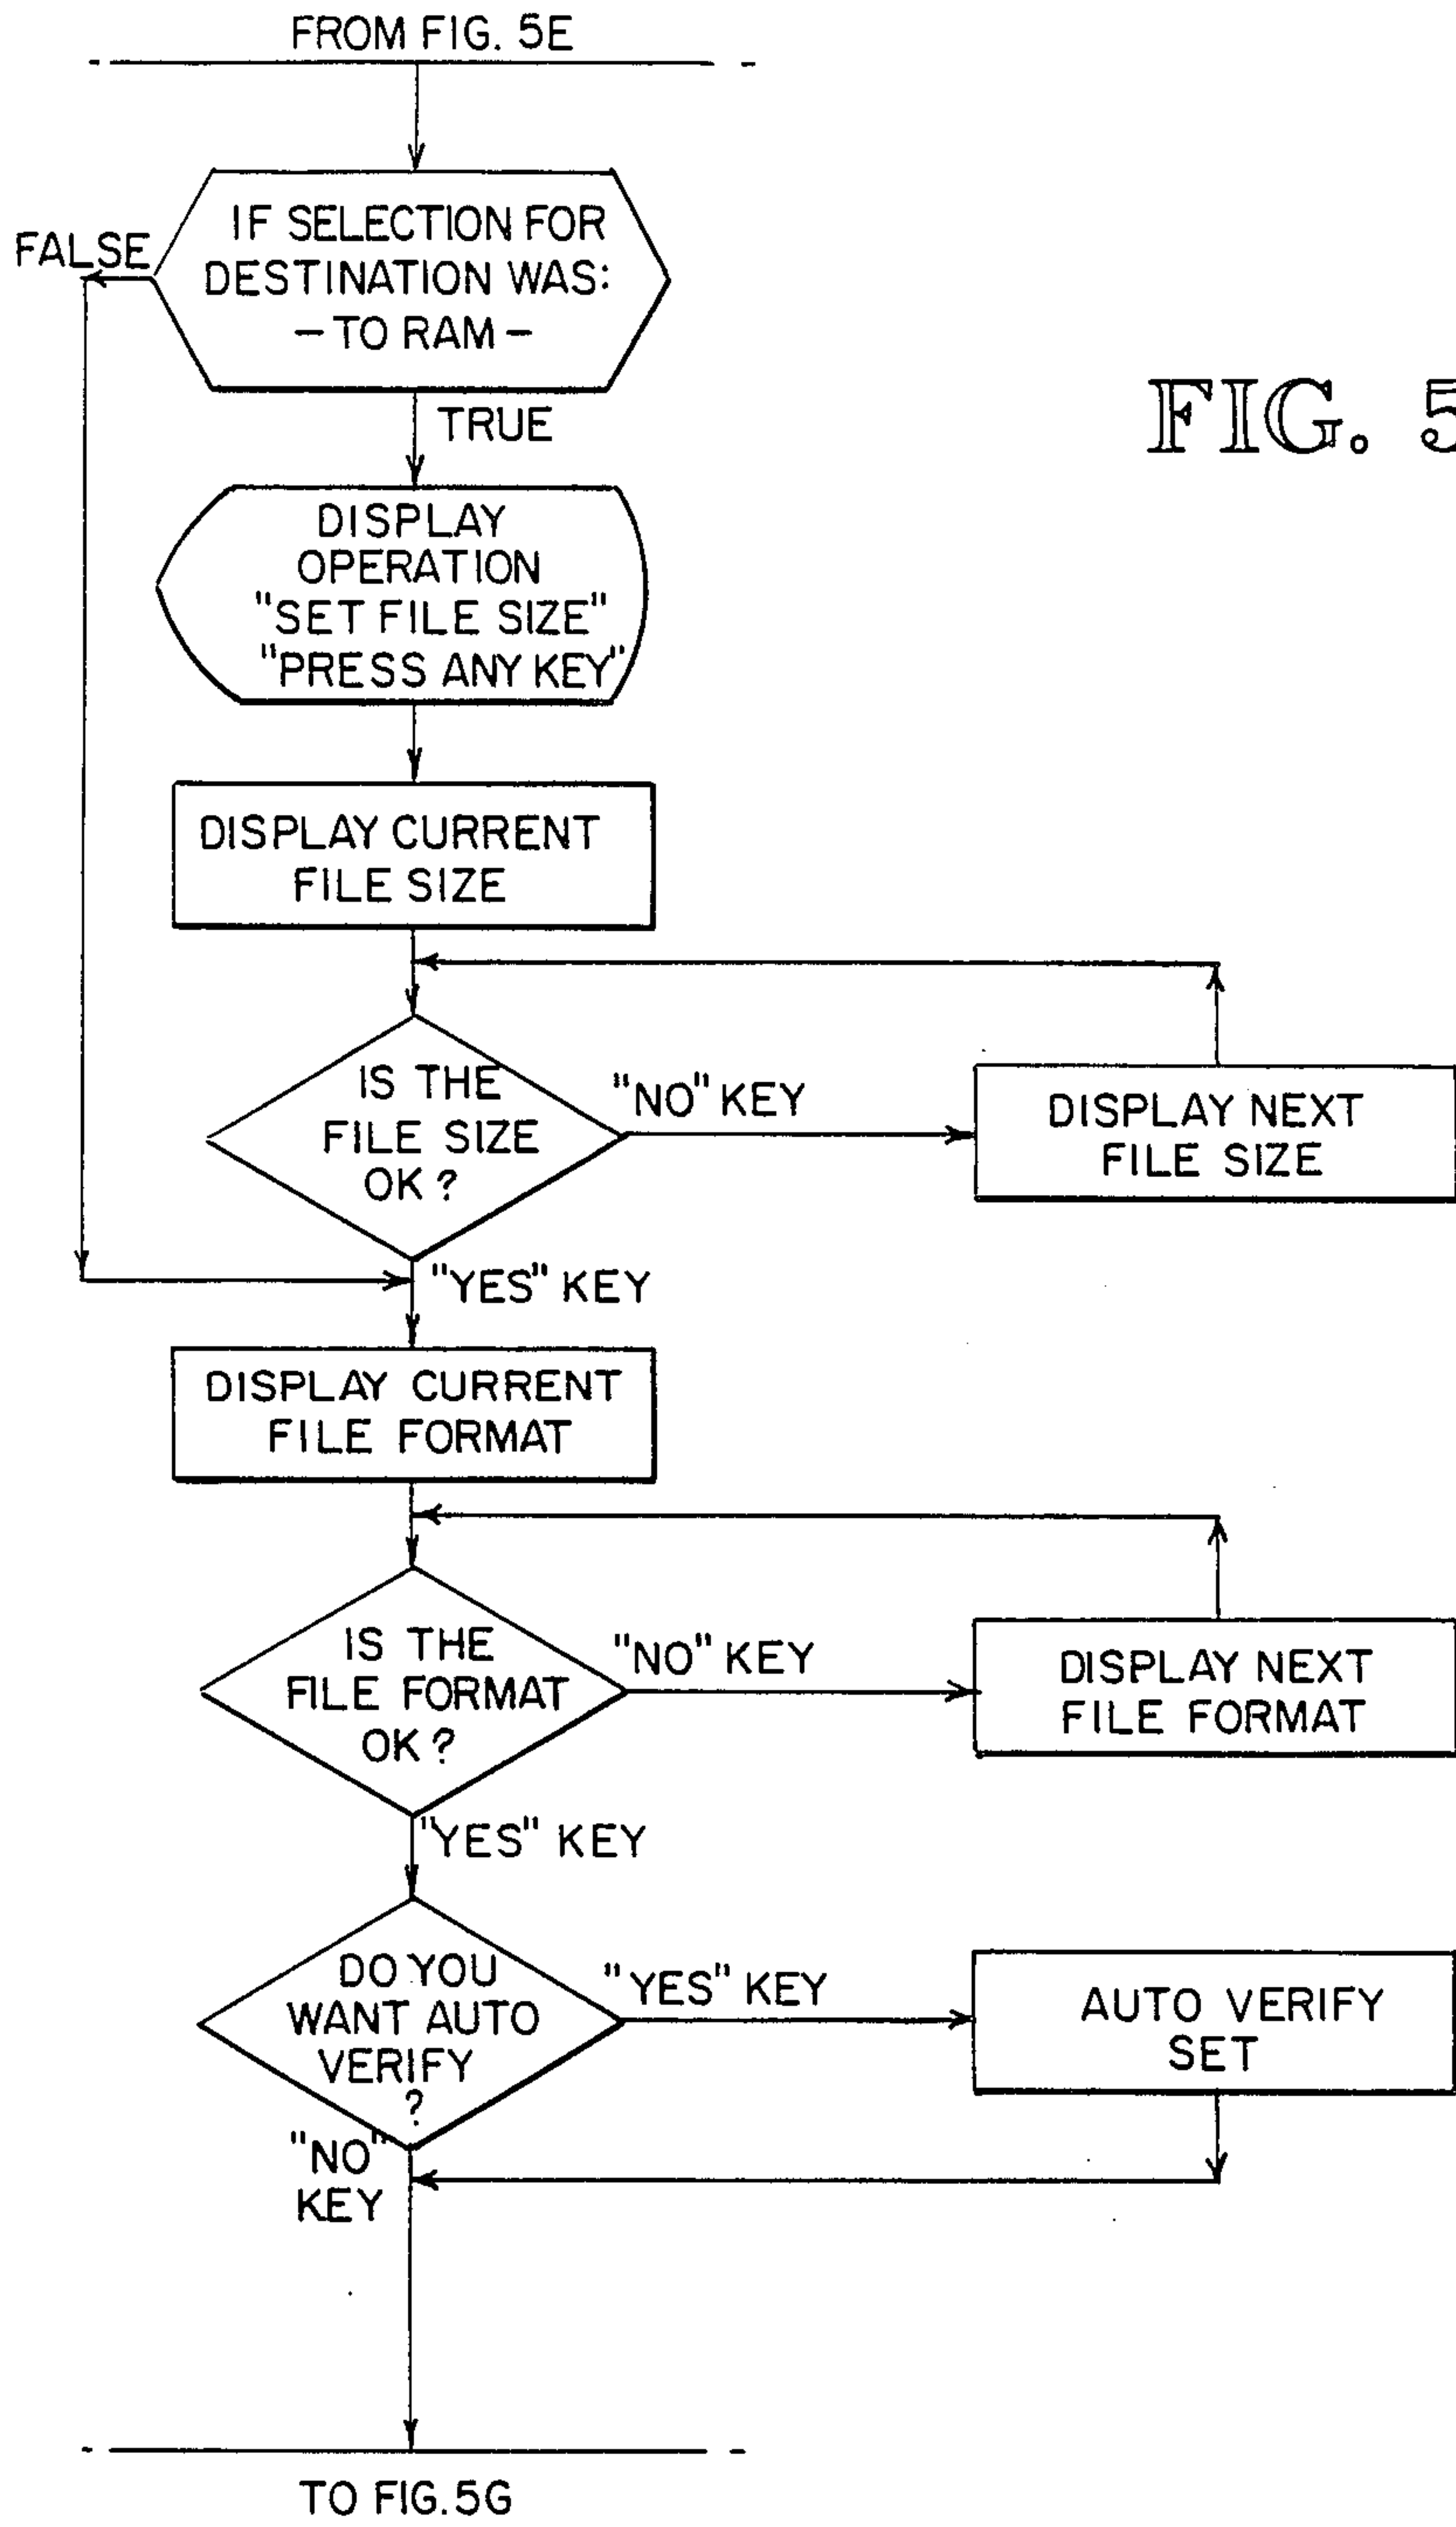 FROM FIG. 5E
IF SELECTION FOR
DESTINATION WAS:
– TO RAM –
FALSE
TRUE
FIG. 5
DISPLAY
OPERATION
"SET FILE SIZE"
"PRESS ANY KEY"
DISPLAY CURRENT
FILE SIZE
IS THE
FILE SIZE
OK?
"NO" KEY
DISPLAY NEXT
FILE SIZE
"YES" KEY
DISPLAY CURRENT
FILE FORMAT
IS THE
FILE FORMAT
OK?
"NO" KEY
DISPLAY NEXT
FILE FORMAT
"YES" KEY
DO YOU
WANT AUTO
VERIFY
?
"YES" KEY
AUTO VERIFY
SET
"NO"
KEY
TO FIG.5G